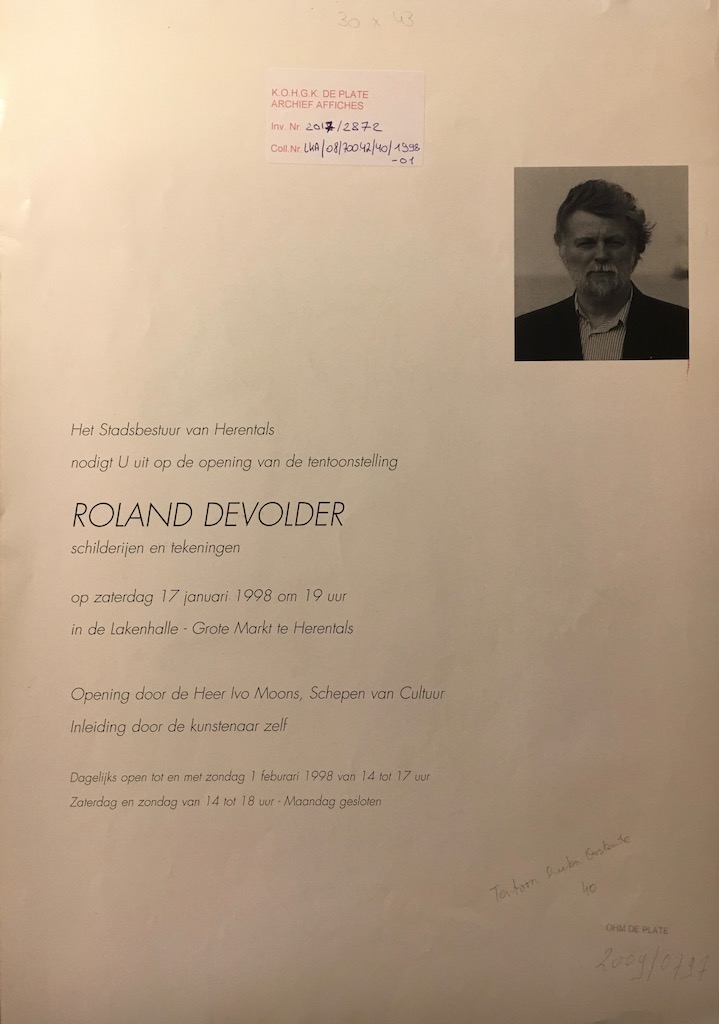 30 x 43
K.O.H.G.K. DE PLATE
ARCHIEF AFFICHES
Inv. Nr. 2017/2872
Coll.Nr. LKA/08/70042/40/1998
-01
Het Stadsbestuur van Herentals
nodigt U uit op de opening van de tentoonstelling
ROLAND DEVOLDER
schilderijen en tekeningen
op zaterdag 17 januari 1998 om 19 uur
in de Lakenhalle - Grote Markt te Herentals
Opening door de Heer Ivo Moons, Schepen van Cultuur
Inleiding door de kunstenaar zelf
Dagelijks open tot en met zondag 1 feburari 1998 van 14 tot 17 uur
Zaterdag en zondag van 14 tot 18 uur - Maandag gesloten
Tentoon
40
OHM DE PLATE
2009/0797